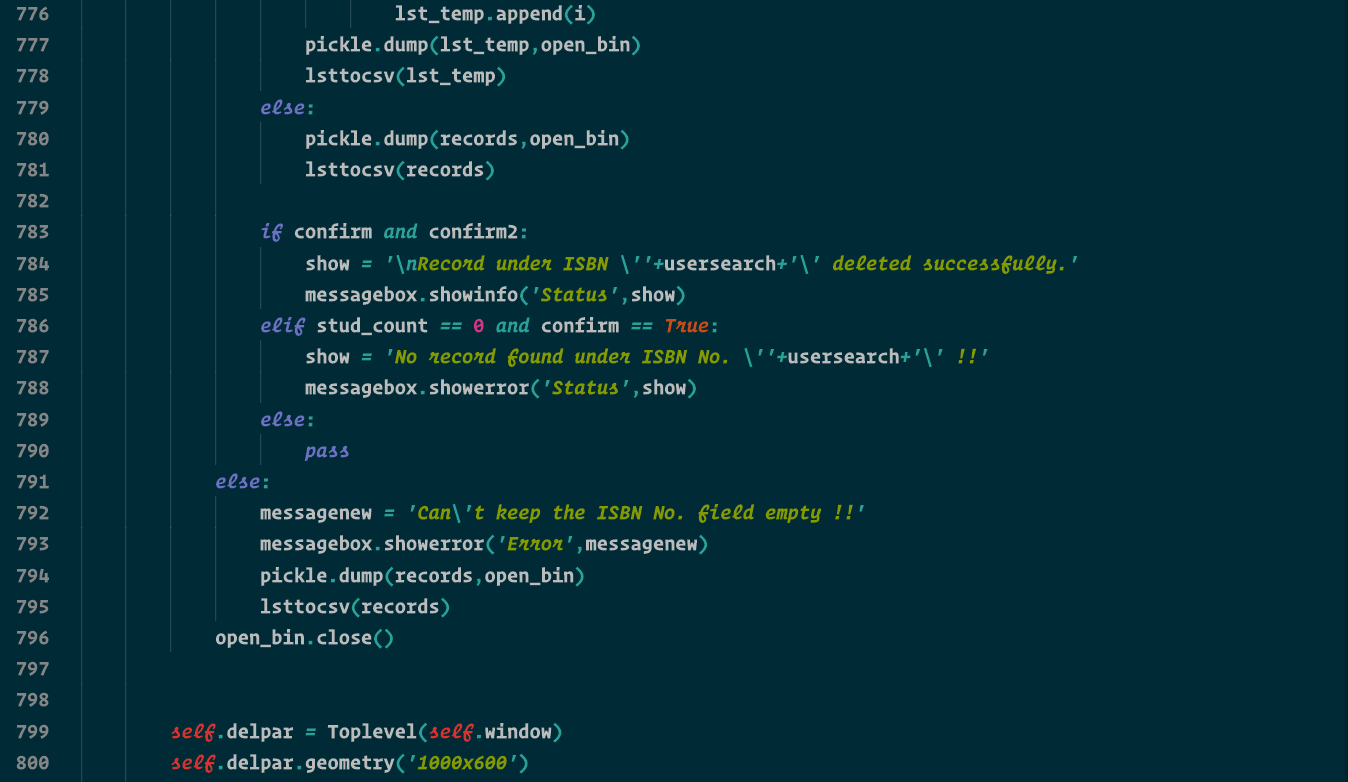 776                               lst_temp.append(i)
777                       pickle.dump(lst_temp,open_bin)
778                       lsttocsv(lst_temp)
779                   else:
780                       pickle.dump(records,open_bin)
781                       lsttocsv(records)
782
783                   if confirm and confirm2:
784                       show = '\nRecord under ISBN \''+usersearch+'\' deleted successfully.'
785                       messagebox.showinfo('Status',show)
786                   elif stud_count == 0 and confirm == True:
787                       show = 'No record found under ISBN No. \''+usersearch+'\' !!'
788                       messagebox.showerror('Status',show)
789                   else:
790                       pass
791               else:
792                   messagenew = 'Can\'t keep the ISBN No. field empty !!'
793                   messagebox.showerror('Error',messagenew)
794                   pickle.dump(records,open_bin)
795                   lsttocsv(records)
796               open_bin.close()
797
798
799           self.delpar = Toplevel(self.window)
800           self.delpar.geometry('1000x600')